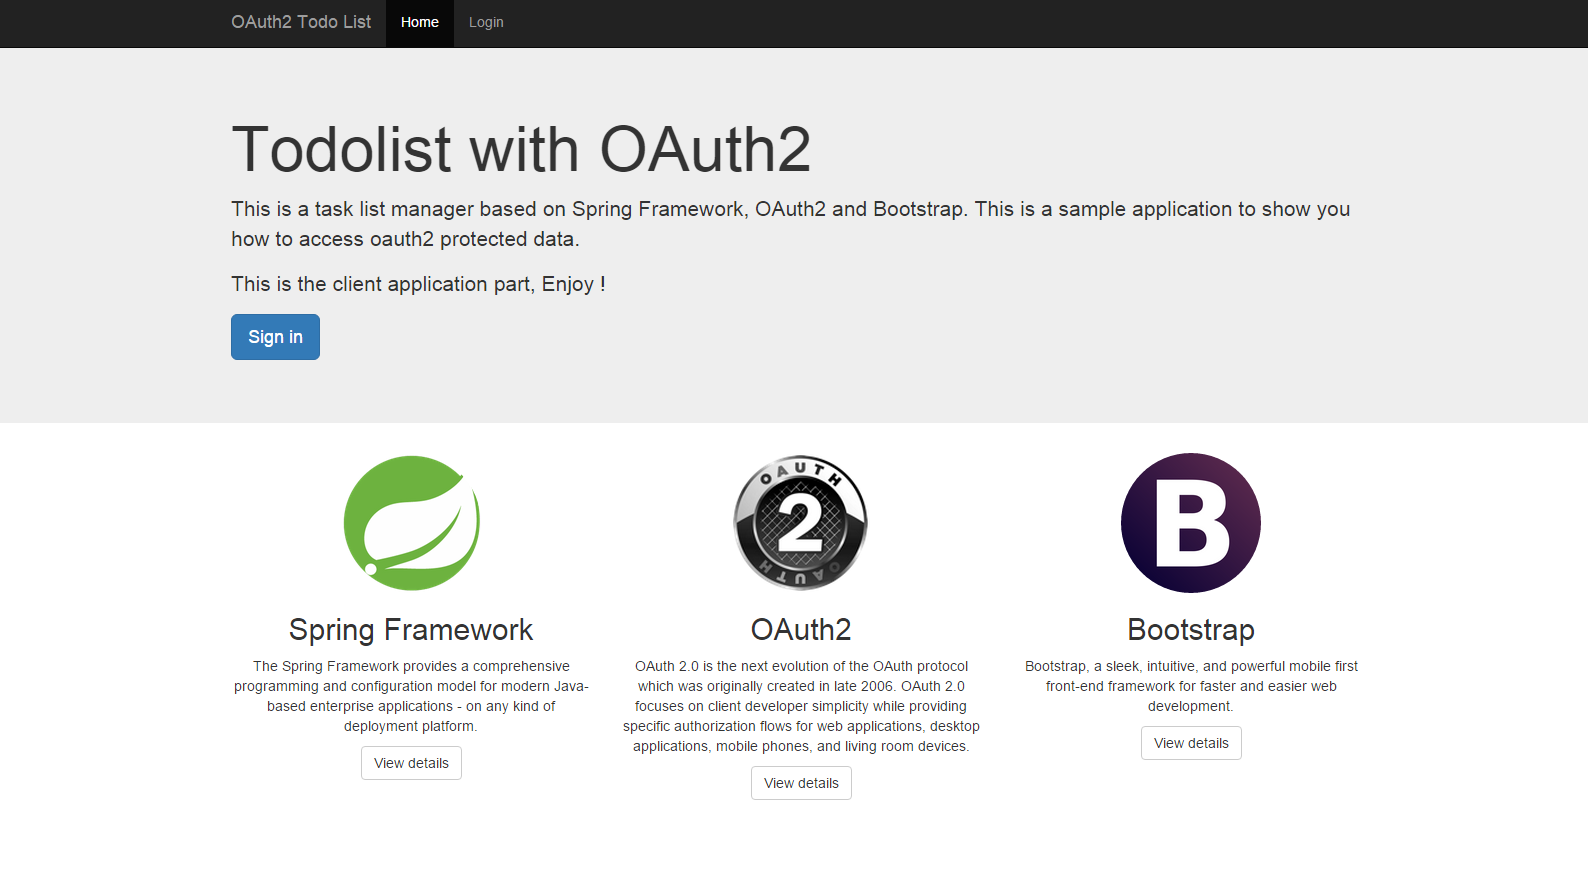 OAuth2 Todo List Home Login
Todolist with OAuth2
This is a task list manager based on Spring Framework, OAuth2 and Bootstrap. This is a sample application to show you
how to access oauth2 protected data.
This is the client application part, Enjoy !
Sign in
OAUTH
2
OAUTH
B
Spring Framework
The Spring Framework provides a comprehensive
programming and configuration model for modern Java-
based enterprise applications - on any kind of
deployment platform.
View details
OAuth2
OAuth 2.0 is the next evolution of the OAuth protocol
which was originally created in late 2006. OAuth 2.0
focuses on client developer simplicity while providing
specific authorization flows for web applications, desktop
applications, mobile phones, and living room devices.
View details
Bootstrap
Bootstrap, a sleek, intuitive, and powerful mobile first
front-end framework for faster and easier web
development.
View details